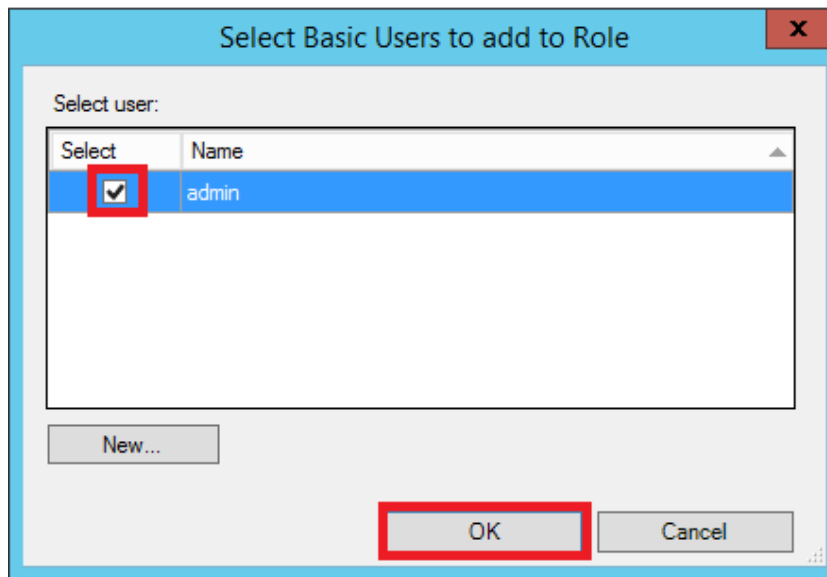 Select Basic Users to add to Role
x
Select user:
Select Name
admin
New...
OK Cancel